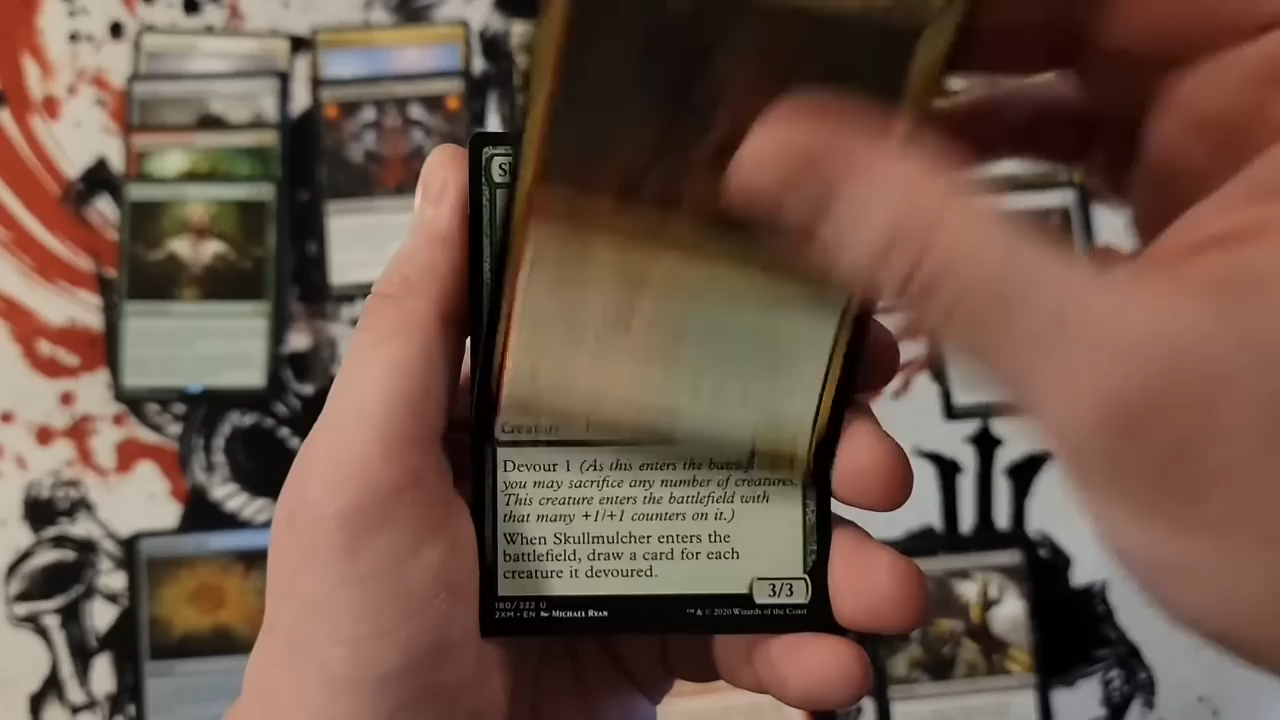 S
Devour 1 (As this enters the
you may sacrifice any number of creatures.
This creature enters the battlefield with
that many +1/+1 counters on it.)
When Skullmulcher enters the
battlefield, draw a card for each
creature it devoured.
3/3
180/332 U
2XM • EN MICHAEL RYAN
™ & © 2020 Wizards of the Coast